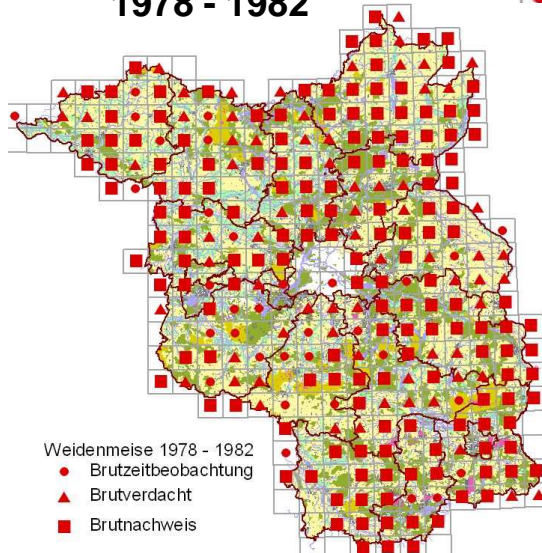 1978 - 1982
Weidenmeise 1978 - 1982
Brutzeitbeobachtung
Brutverdacht
Brutnachweis